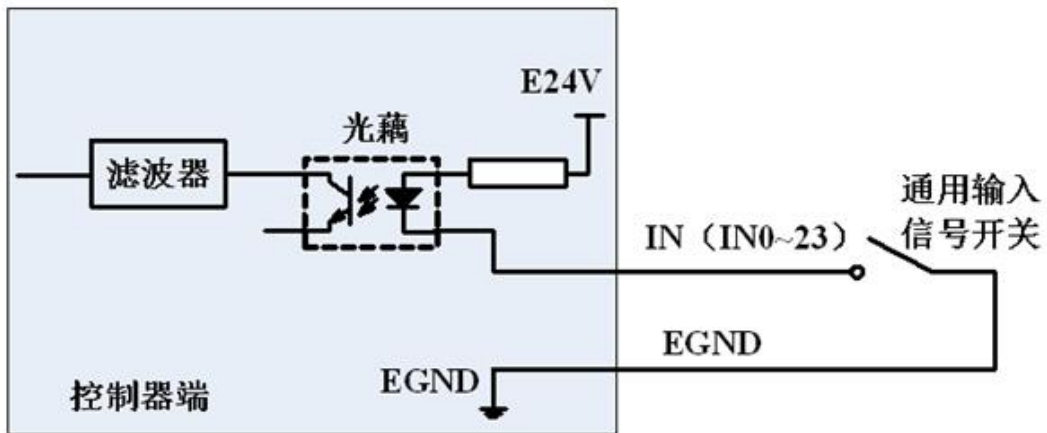 E24V
光藕
滤波器
通用输入
IN（IN0~23）
信号开关
EGND
EGND
控制器端